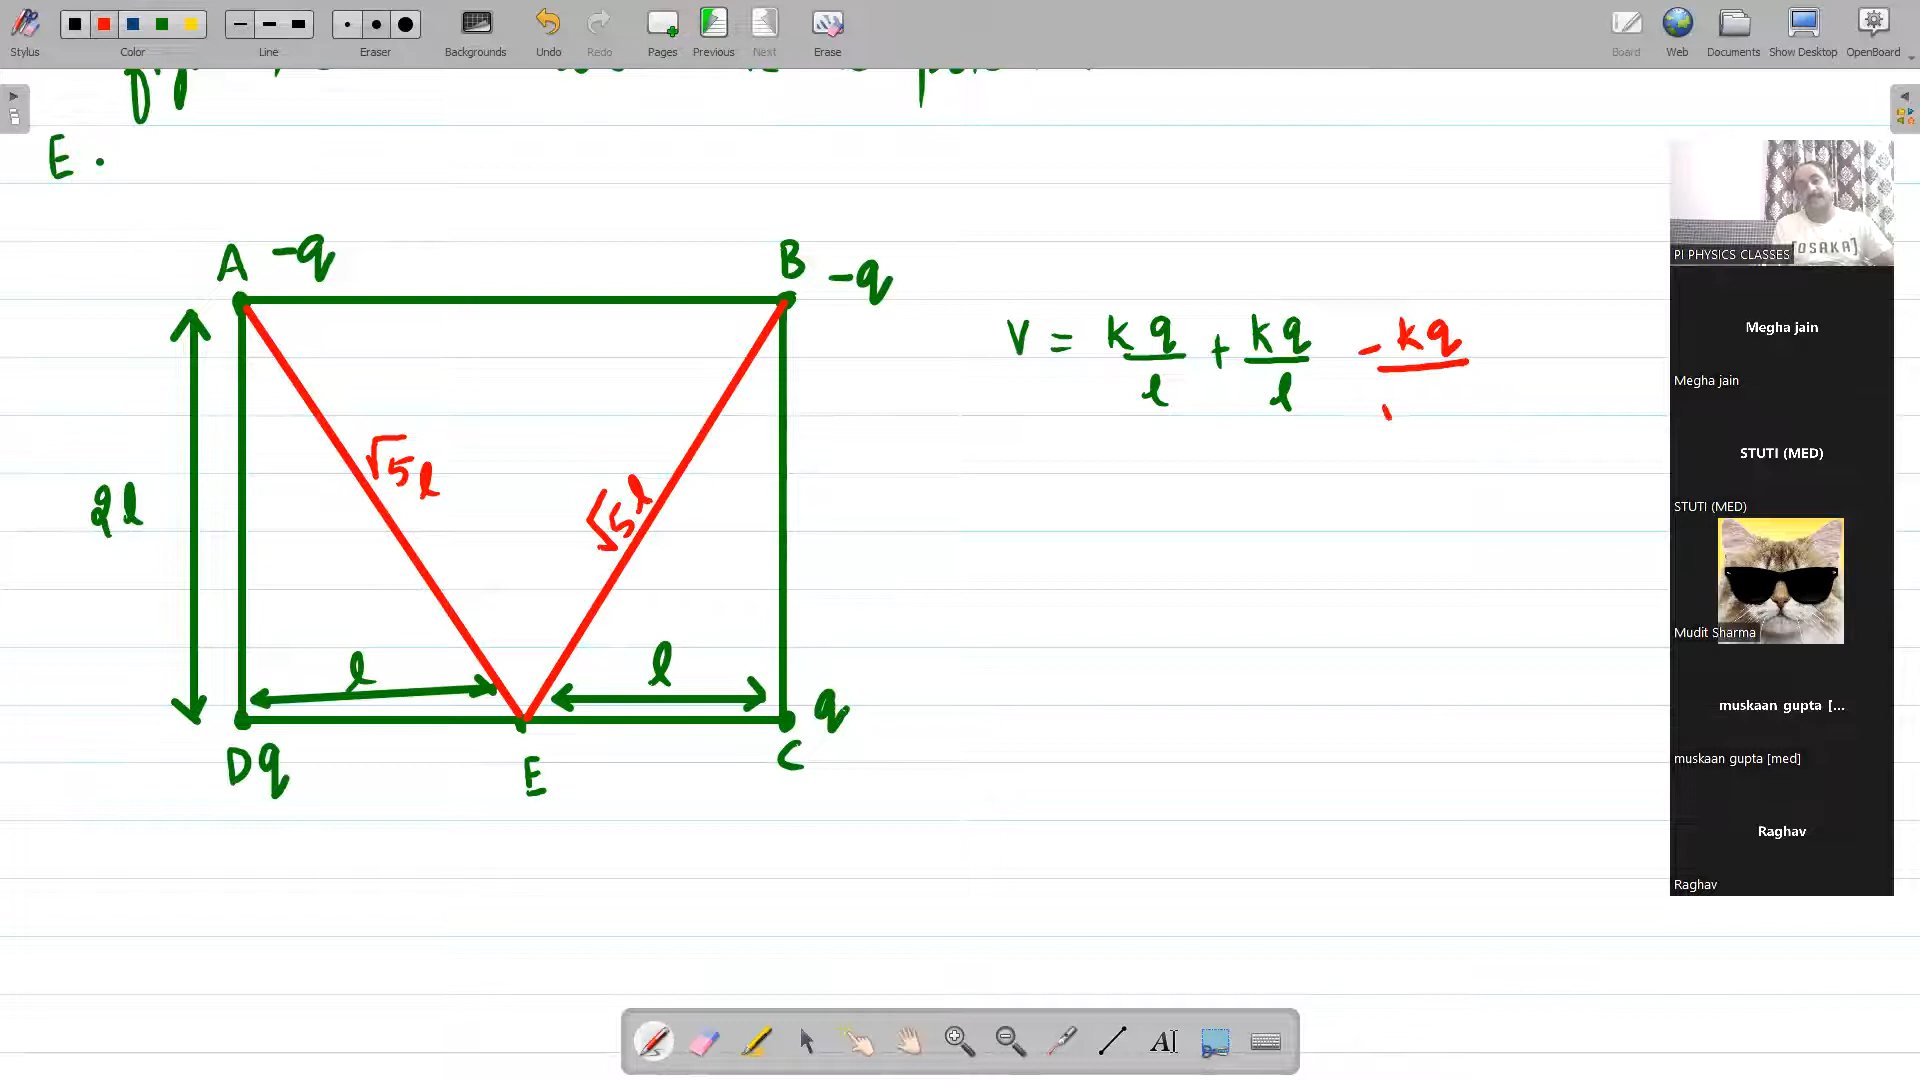 Stylus
Color
Line
Eraser
Backgrounds
Undo
Redo
Pages
Previous
Next
Erase
Board
Web
Documents
Show Desktop
OpenBoard
E .
A -q
B -q
V = kq/l + kq/l - kq
√5l
√5l
2l
l
l
q
D q
E
C
[OSAKA]
PI PHYSICS CLASSES
Megha jain
Megha jain
STUTI (MED)
STUTI (MED)
Mudit Sharma
muskaan gupta [...
muskaan gupta [med]
Raghav
Raghav